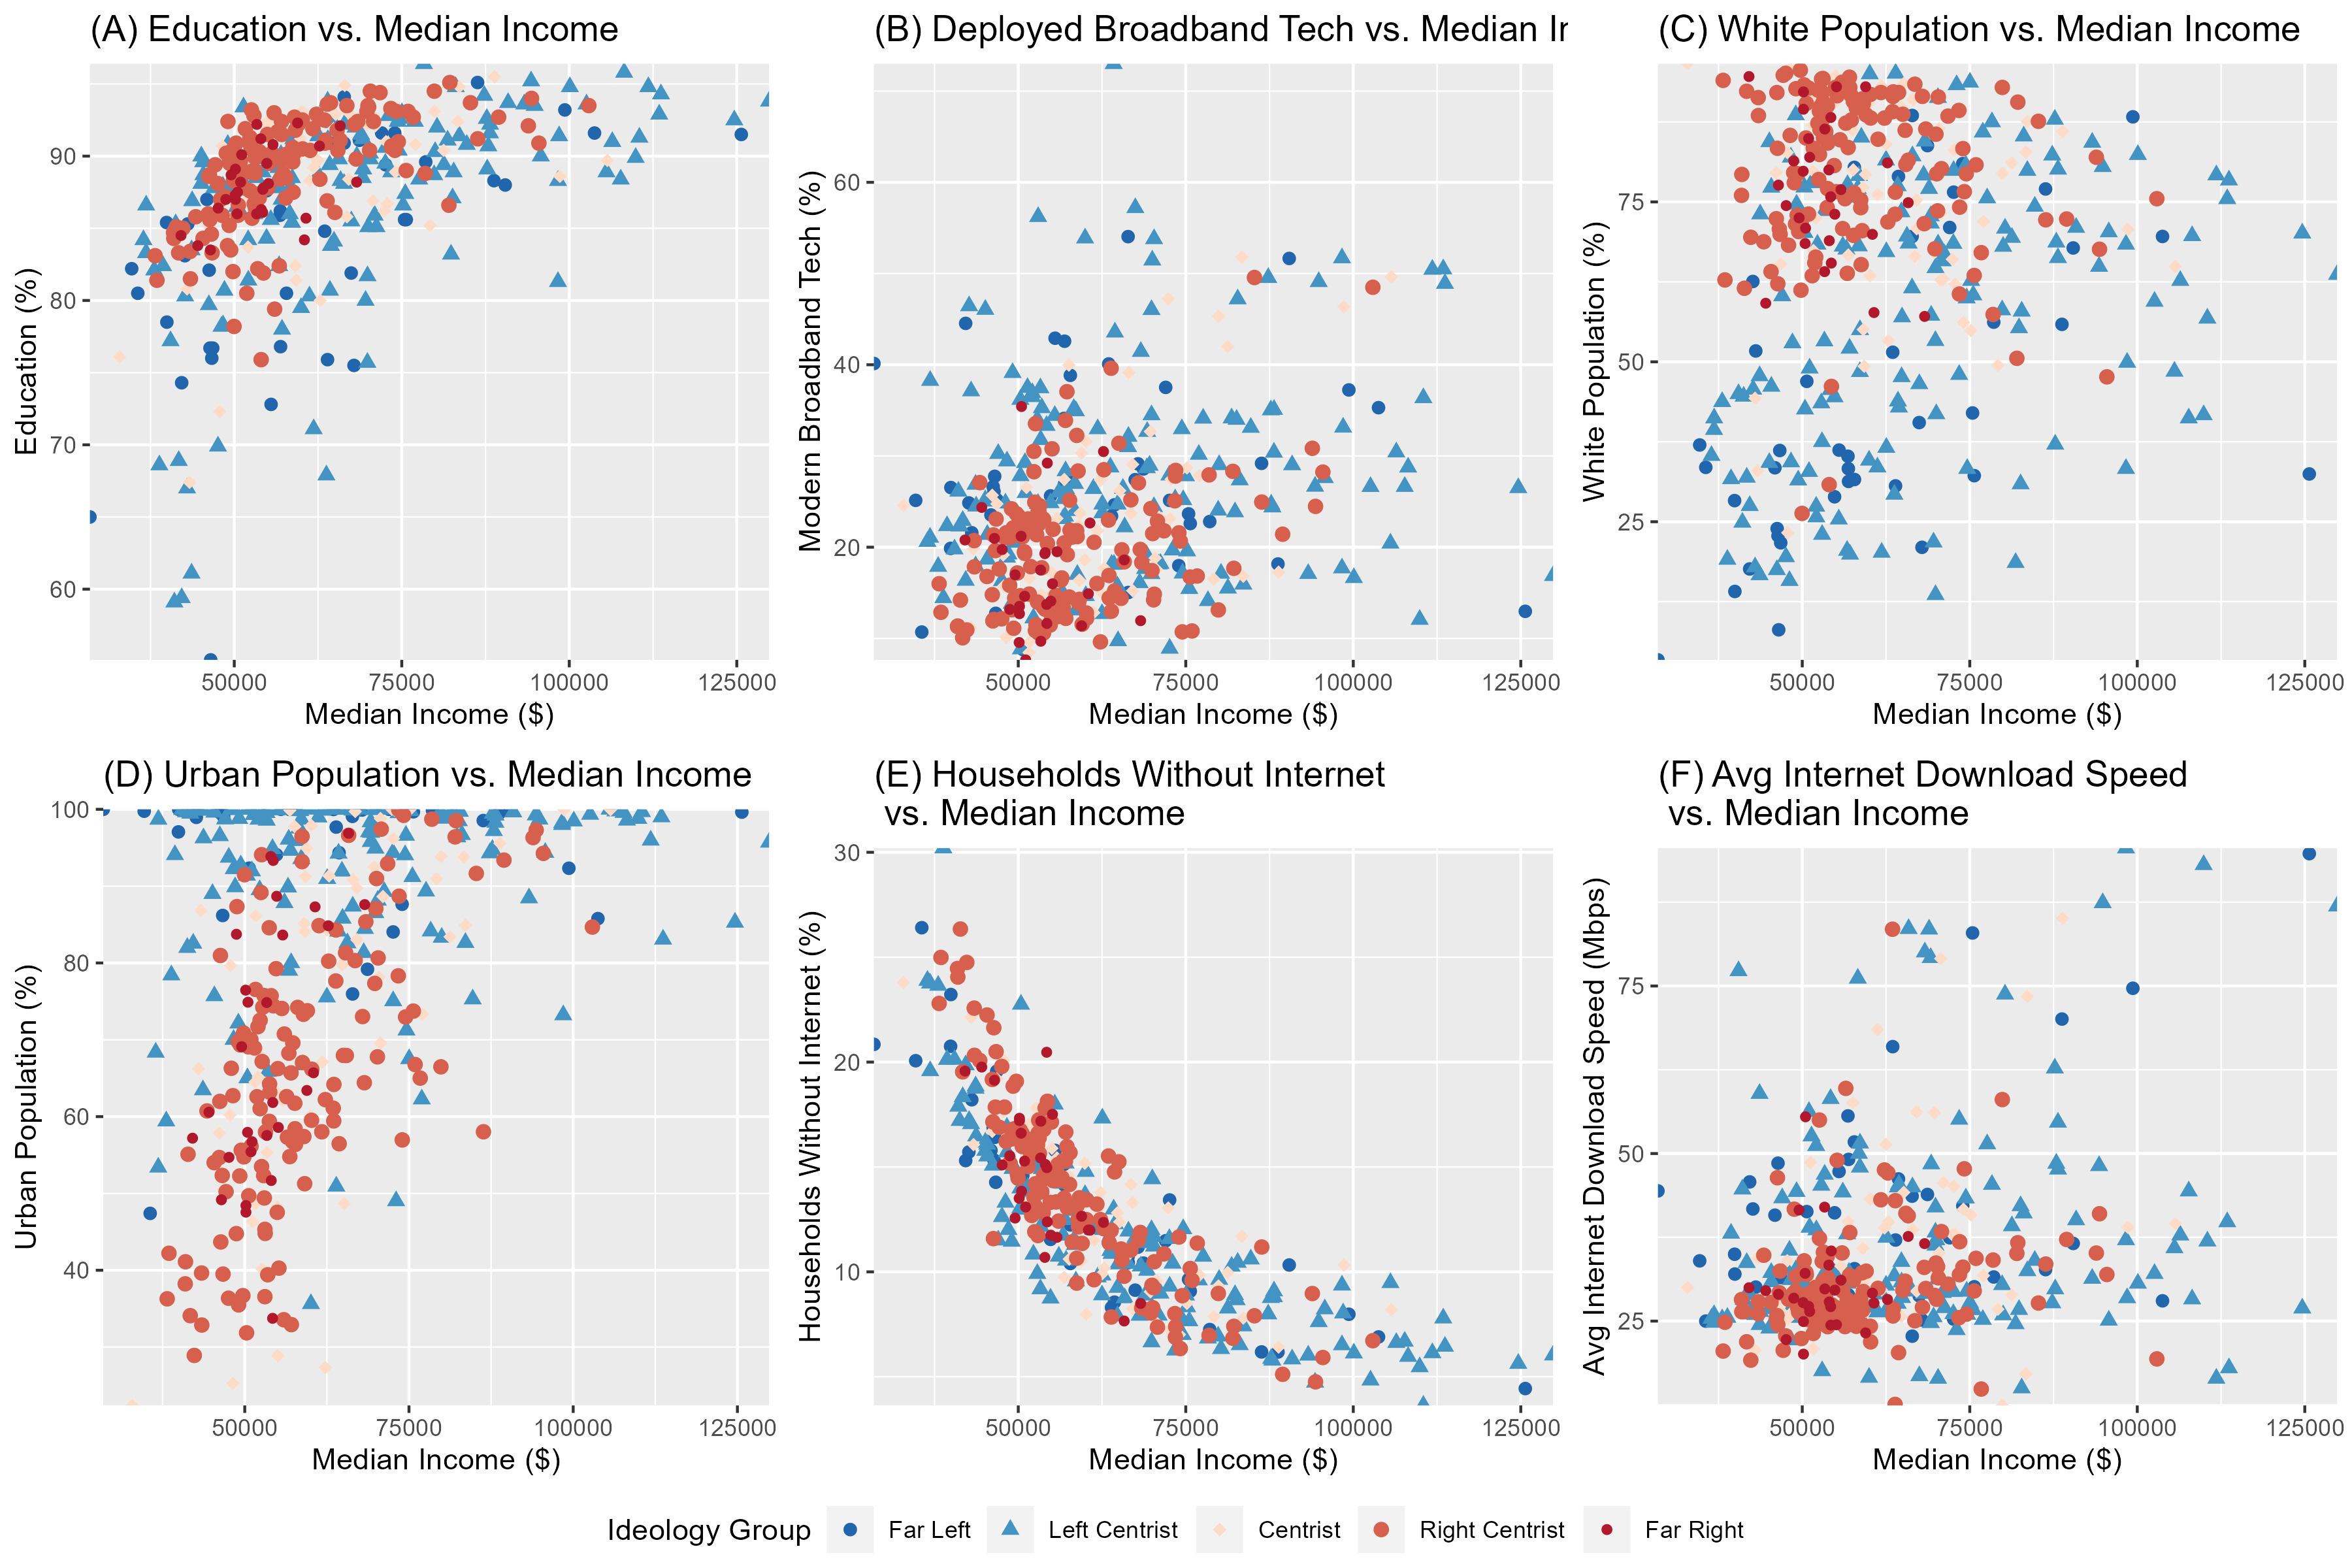 (A) Education vs. Median Income
Education (%)
90
80
70
60
50000 75000 100000 125000
Median Income ($)
(B) Deployed Broadband Tech vs. Median Ir
Modern Broadband Tech (%)
60
40
20
50000 75000 100000 125000
Median Income ($)
(C) White Population vs. Median Income
White Population (%)
75
50
25
50000 75000 100000 125000
Median Income ($)
(D) Urban Population vs. Median Income
Urban Population (%)
100
80
60
40
50000 75000 100000 125000
Median Income ($)
(E) Households Without Internet
vs. Median Income
Households Without Internet (%)
30
20
10
50000 75000 100000 125000
Median Income ($)
(F) Avg Internet Download Speed
vs. Median Income
Avg Internet Download Speed (Mbps)
75
50
25
50000 75000 100000 125000
Median Income ($)
Ideology Group Far Left Left Centrist Centrist Right Centrist Far Right